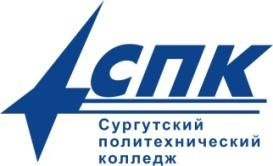 СПК
Сургутский
политехнический
колледж